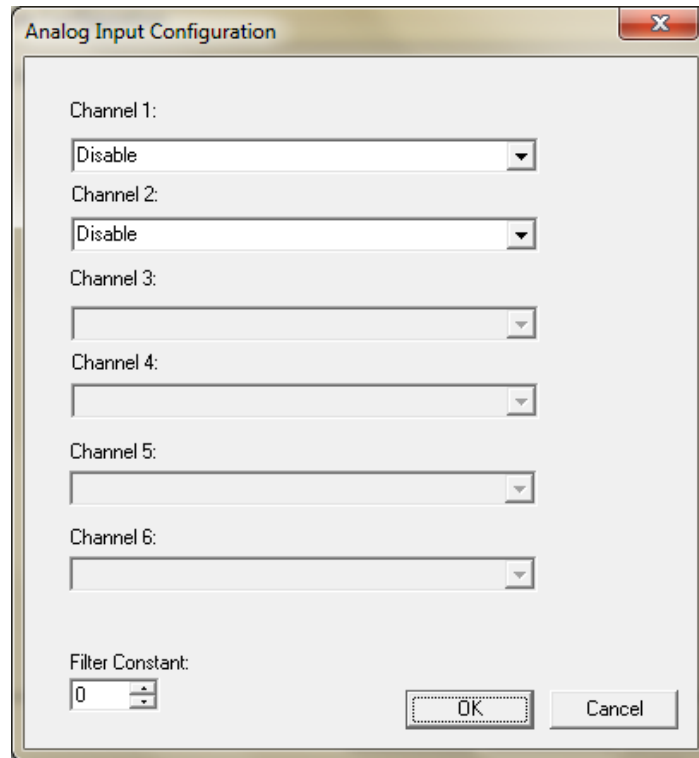 Analog Input Configuration
Channel 1:
Disable
Channel 2:
Disable
Channel 3:
Channel 4:
Channel 5:
Channel 6:
Filter Constant:
0
OK
Cancel